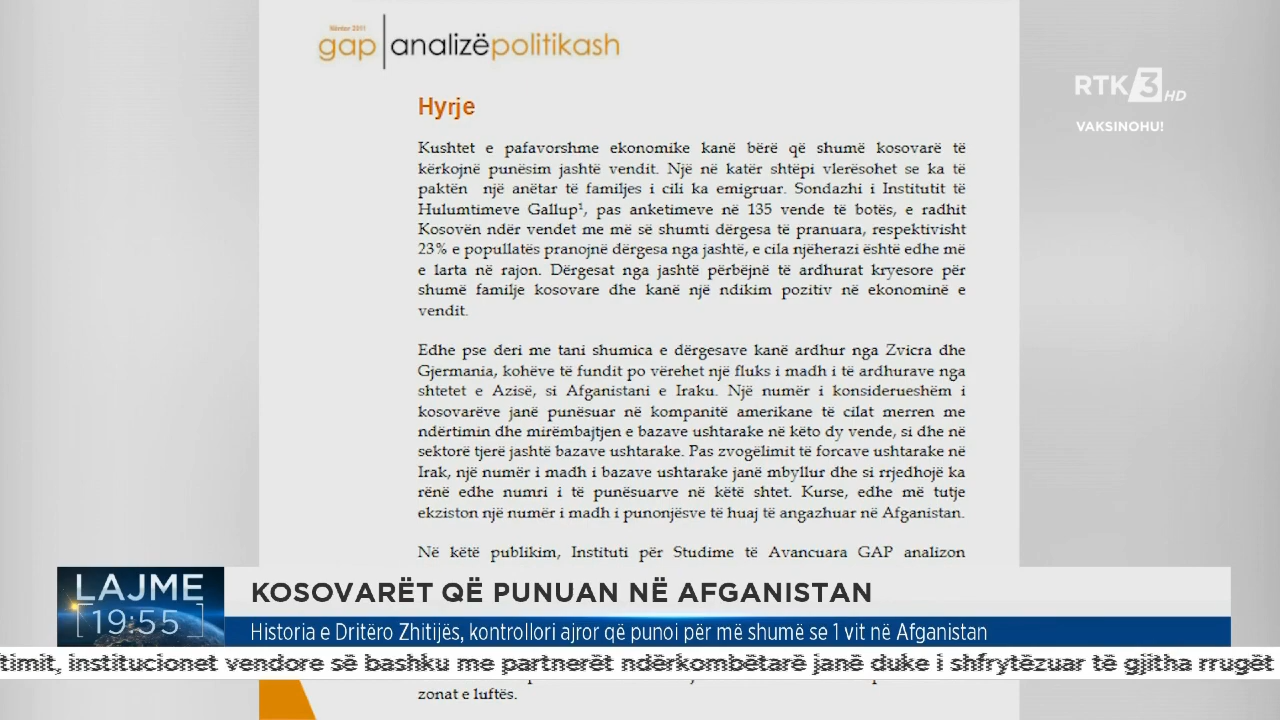 Nëntor 2011
gap|analizëpolitikash
RTK 3 HD
VAKSINOHU!
Hyrje
Kushtet e pafavorshme ekonomike kanë bërë që shumë kosovarë të
kërkojnë punësim jashtë vendit. Një në katër shtëpi vlerësohet se ka të
paktën një anëtar të familjes i cili ka emigruar. Sondazhi i Institutit të
Hulumtimeve Gallup¹, pas anketimeve në 135 vende të botës, e radhit
Kosovën ndër vendet me më së shumti dërgesa të pranuara, respektivisht
23% e popullatës pranojnë dërgesa nga jashtë, e cila njëherazi është edhe më
e larta në rajon. Dërgesat nga jashtë përbëjnë të ardhurat kryesore për
shumë familje kosovare dhe kanë një ndikim pozitiv në ekonominë e
vendit.
Edhe pse deri me tani shumica e dërgesave kanë ardhur nga Zvicra dhe
Gjermania, kohëve të fundit po vërehet një fluks i madh i të ardhurave nga
shtetet e Azisë, si Afganistani e Iraku. Një numër i konsiderueshëm i
kosovarëve janë punësuar në kompanitë amerikane të cilat merren me
ndërtimin dhe mirëmbajtjen e bazave ushtarake në këto dy vende, si dhe në
sektorë tjerë jashtë bazave ushtarake. Pas zvogëlimit të forcave ushtarake në
Irak, një numër i madh i bazave ushtarake janë mbyllur dhe si rrjedhojë ka
rënë edhe numri i të punësuarve në këtë shtet. Kurse, edhe më tutje
ekziston një numër i madh i punonjësve të huaj të angazhuar në Afganistan.
Në këtë publikim, Instituti për Studime të Avancuara GAP analizon
LAJME
19:55
KOSOVARËT QË PUNUAN NË AFGANISTAN
Historia e Dritëro Zhitijës, kontrollori ajror që punoi për më shumë se 1 vit në Afganistan
timit, institucionet vendore së bashku me partnerët ndërkombëtarë janë duke i shfrytëzuar të gjitha rrugët
zonat e luftës.